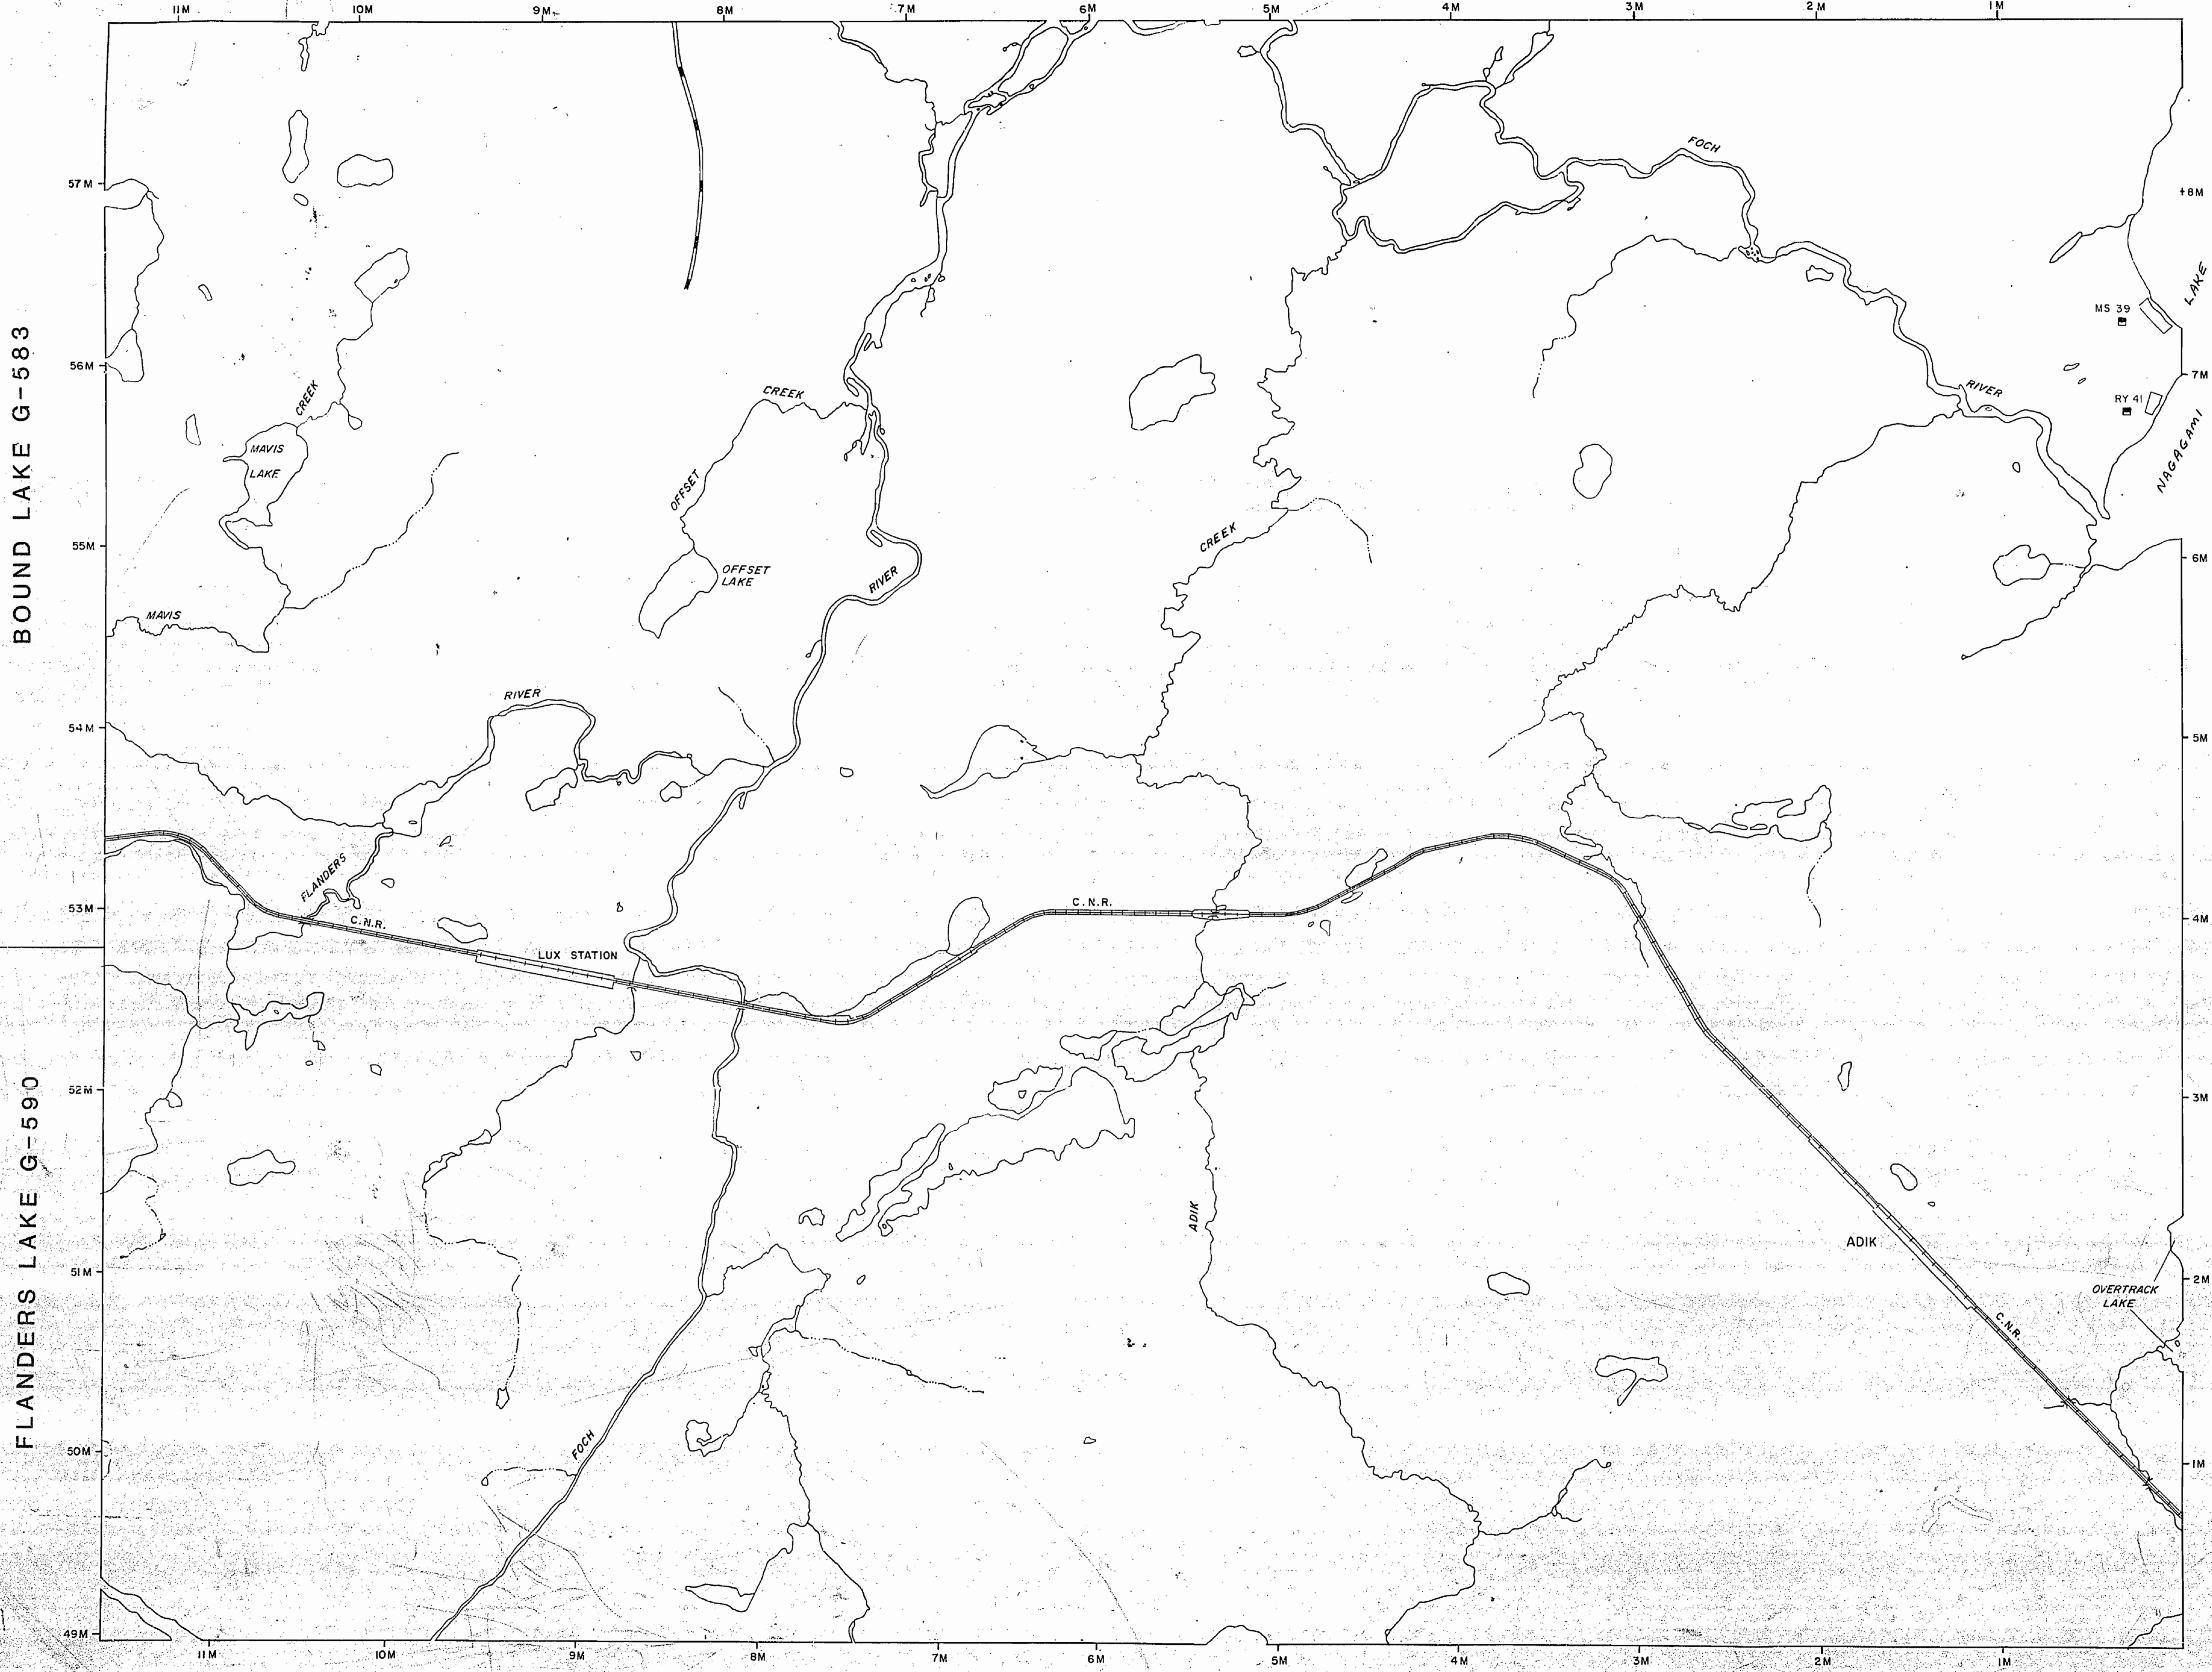 11M 10M 9M 8M 7M 6M 5M 4M 3M 2M 1M
FOCH
57M
+8M
LAKE
MS 39
BOUND LAKE G-583
56M
7M
CREEK
CREEK
RIVER
RY 41
NAGAGAMI
MAVIS
LAKE
OFFSET
CREEK
55M
6M
OFFSET
LAKE
RIVER
MAVIS
RIVER
54M
5M
FLANDERS
53M
C.N.R.
C.N.R.
4M
LUX STATION
FLANDERS LAKE G-590
52M
3M
ADIK
ADIK
51M
2M
OVERTRACK
LAKE
C.N.R.
FOCH
50M
1M
49M
11M 10M 9M 8M 7M 6M 5M 4M 3M 2M 1M